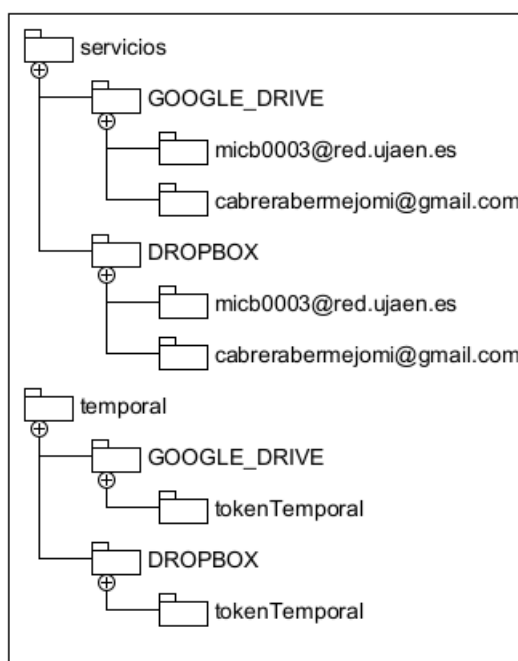 servicios
GOOGLE_DRIVE
micb0003@red.ujaen.es
cabrerabermejomi@gmail.com
DROPBOX
micb0003@red.ujaen.es
cabrerabermejomi@gmail.com
temporal
GOOGLE_DRIVE
tokenTemporal
DROPBOX
tokenTemporal